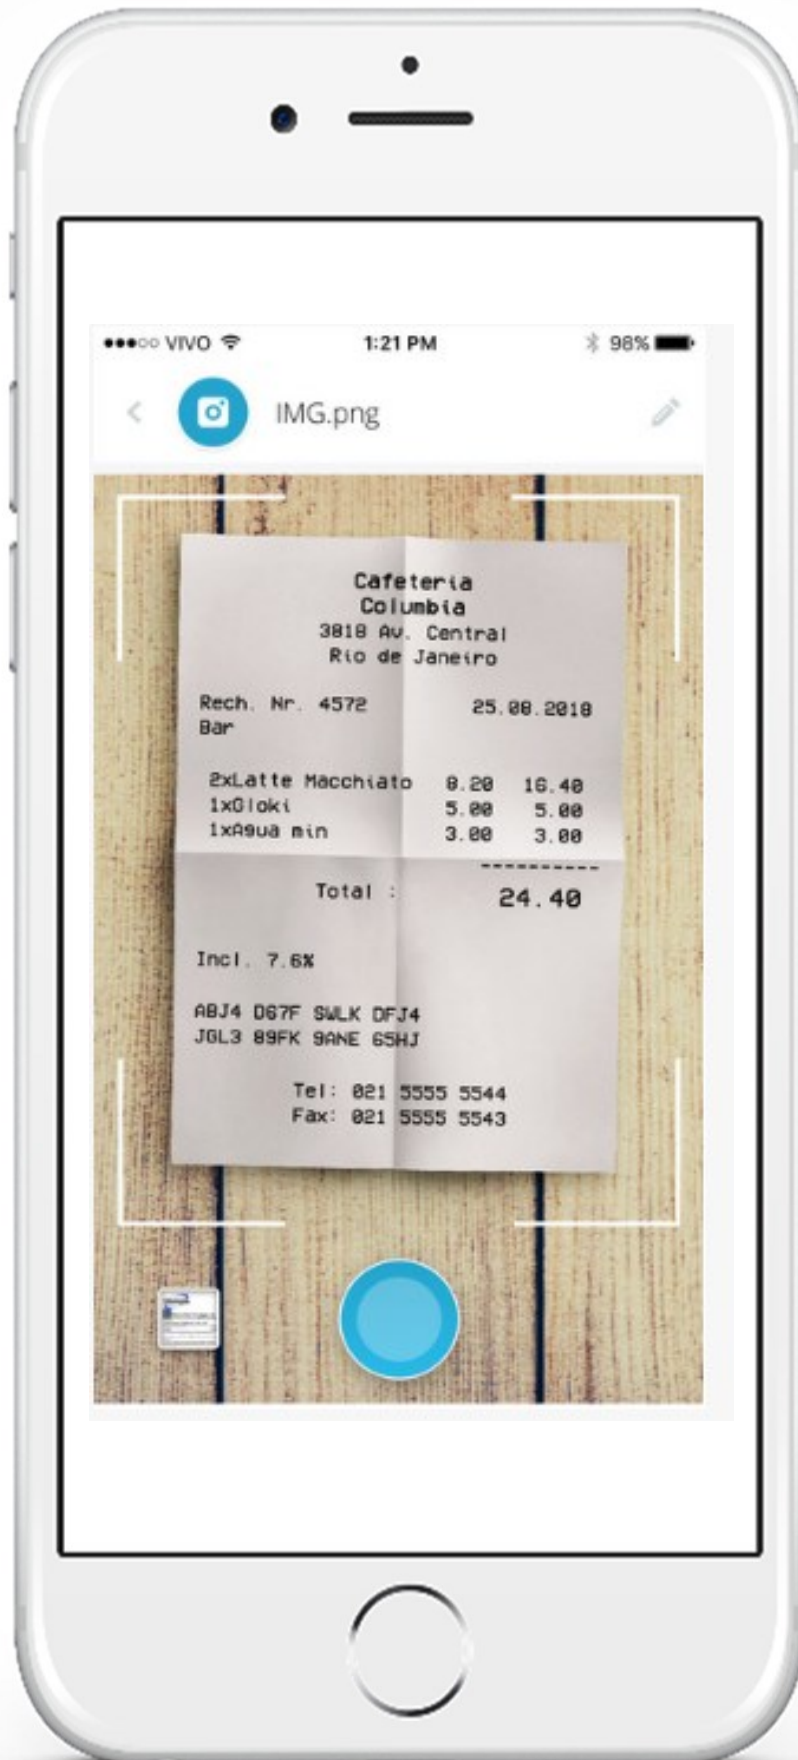 VIVO 1:21 PM 98%
IMG.png
Cafeteria
Columbia
3818 Av. Central
Rio de Janeiro
Rech. Nr. 4572 25.08.2018
Bar
2xLatte Macchiato 8.20 16.40
1xGloki 5.00 5.00
1xAgua min 3.00 3.00
----------
Total : 24.40
Incl. 7.6%
ABJ4 D67F SWLK DFJ4
JGL3 89FK 9ANE 65HJ
Tel: 021 5555 5544
Fax: 021 5555 5543